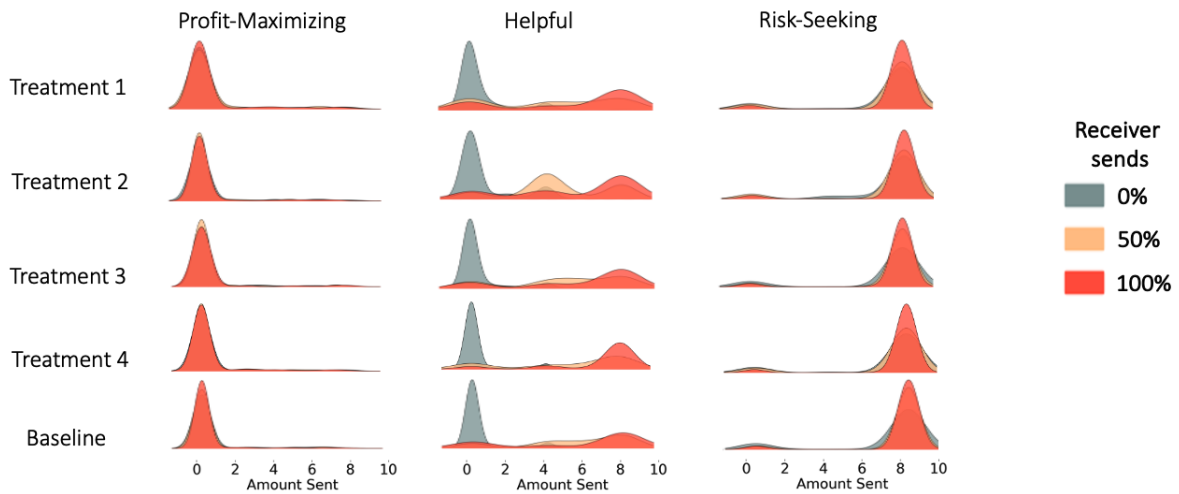 Profit-Maximizing Helpful Risk-Seeking
Treatment 1
Treatment 2
Treatment 3
Treatment 4
Baseline
0 2 4 6 8 10 0 2 4 6 8 10 0 2 4 6 8 10
Amount Sent Amount Sent Amount Sent
Receiver
sends
0%
50%
100%